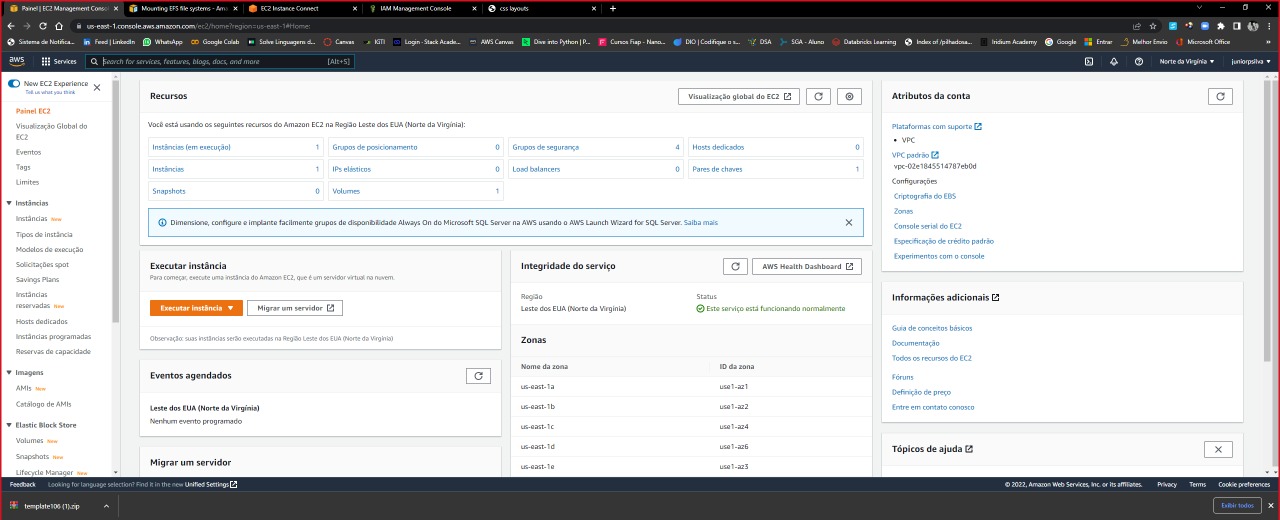 Painel | EC2 Management Conso
Mounting EFS file systems - Ama
EC2 Instance Connect
IAM Management Console
css layouts
us-east-1.console.aws.amazon.com/ec2/home?region=us-east-1#Home:
Sistema de Notifica...
Feed | LinkedIn
WhatsApp
Google Colab
Solve Linguagens d...
Canvas
IGTI
Login · Stack Acade...
AWS Canvas
Dive into Python | P...
Cursos Fiap - Nano...
DIO | Codifique o s...
DZY
SGA - Aluno
Databricks Learning
Index of /pilhadosa...
Iridium Academy
Google
Entrar
Melhor Envio
Microsoft Office
aws
Services
Search for services, features, blogs, docs, and more
[Alt+S]
Norte da Virgínia
juniorpsilva
New EC2 Experience
Tell us what you think
Painel EC2
Visualização Global do
EC2
Eventos
Tags
Limites
Instâncias
Instâncias New
Tipos de instância
Modelos de execução
Solicitações spot
Savings Plans
Instâncias
reservadas New
Hosts dedicados
Instâncias programadas
Reservas de capacidade
Imagens
AMIs New
Catálogo de AMIs
Elastic Block Store
Volumes New
Snapshots New
Lifecycle Manager New
Recursos
Visualização global do EC2
Você está usando os seguintes recursos do Amazon EC2 na Região Leste dos EUA (Norte da Virgínia):
Instâncias (em execução) 1
Grupos de posicionamento 0
Grupos de segurança 4
Hosts dedicados 0
Instâncias 1
IPs elásticos 0
Load balancers 0
Pares de chaves 1
Snapshots 0
Volumes 1
Dimensione, configure e implante facilmente grupos de disponibilidade Always On do Microsoft SQL Server na AWS usando o AWS Launch Wizard for SQL Server. Saiba mais
Executar instância
Para começar, execute uma instância do Amazon EC2, que é um servidor virtual na nuvem.
Executar instância
Migrar um servidor
Observação: suas instâncias serão executadas na Região Leste dos EUA (Norte da Virgínia)
Eventos agendados
Leste dos EUA (Norte da Virgínia)
Nenhum evento programado
Migrar um servidor
Integridade do serviço
AWS Health Dashboard
Região
Status
Leste dos EUA (Norte da Virgínia)
Este serviço está funcionando normalmente
Zonas
Nome da zona
ID da zona
us-east-1a use1-az1
us-east-1b use1-az2
us-east-1c use1-az4
us-east-1d use1-az6
us-east-1e use1-az3
Atributos da conta
Plataformas com suporte
VPC
VPC padrão
vpc-02e1845514787eb0d
Configurações
Criptografia do EBS
Zonas
Console serial do EC2
Especificação de crédito padrão
Experimentos com o console
Informações adicionais
Guia de conceitos básicos
Documentação
Todos os recursos do EC2
Fóruns
Definição de preço
Entre em contato conosco
Tópicos de ajuda
Feedback
Looking for language selection? Find it in the new Unified Settings
© 2022, Amazon Web Services, Inc. or its affiliates.
Privacy
Terms
Cookie preferences
template106 (1).zip
Exibir todos